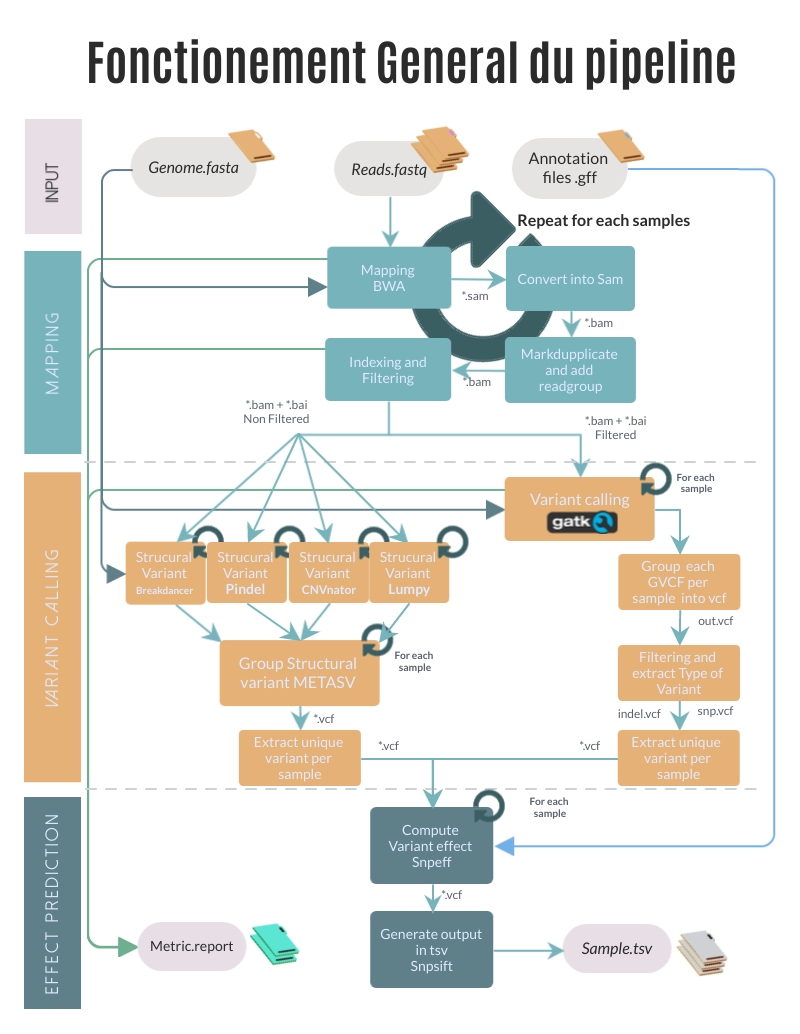 Fonctionement General du pipeline
INPUT
Genome.fasta
Reads.fastq
Annotation
files .gff
Repeat for each samples
MAPPING
Mapping
BWA
*.sam
Convert into Sam
*.bam
Markdupplicate
and add
readgroup
*.bam
Indexing and
Filtering
*.bam + *.bai
Non Filtered
*.bam + *.bai
Filtered
VARIANT CALLING
Variant calling
gatk
For each
sample
Strucural
Variant
Breakdancer
Strucural
Variant
Pindel
Strucural
Variant
CNVnator
Strucural
Variant
Lumpy
Group each
GVCF per
sample into vcf
out.vcf
Group Structural
variant METASV
For each
sample
Filtering and
extract Type of
Variant
indel.vcf
snp.vcf
*.vcf
Extract unique
variant per
sample
*.vcf
*.vcf
Extract unique
variant per
sample
EFFECT PREDICTION
Compute
Variant effect
Snpeff
For each
sample
*.vcf
Generate output
in tsv
Snpsift
Metric.report
Sample.tsv